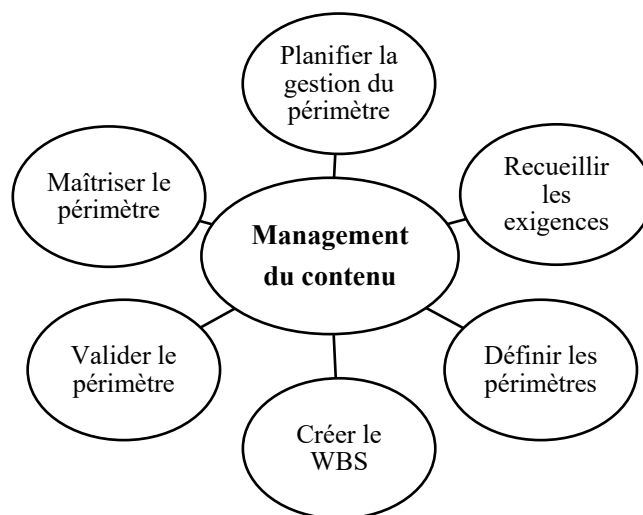 Planifier la
gestion du
périmètre
Recueillir
les
exigences
Définir les
périmètres
Créer le
WBS
Valider le
périmètre
Maîtriser le
périmètre
Management
du contenu